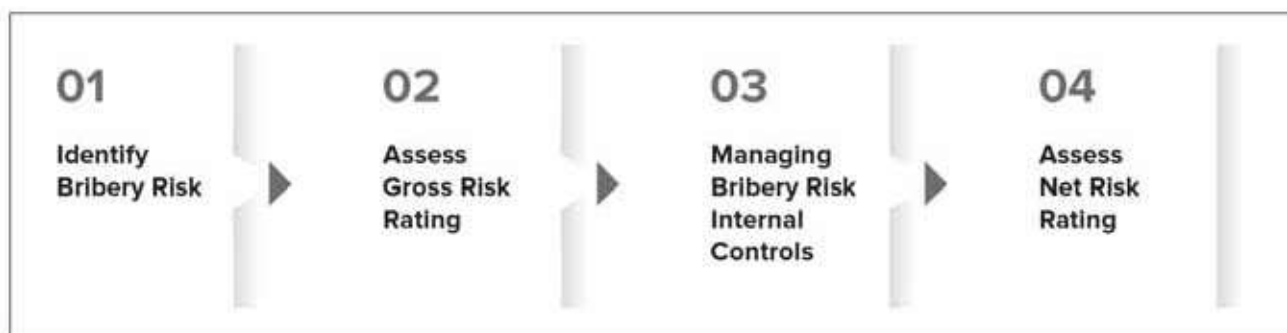 01
Identify
Bribery Risk
02
Assess
Gross Risk
Rating
03
Managing
Bribery Risk
Internal
Controls
04
Assess
Net Risk
Rating